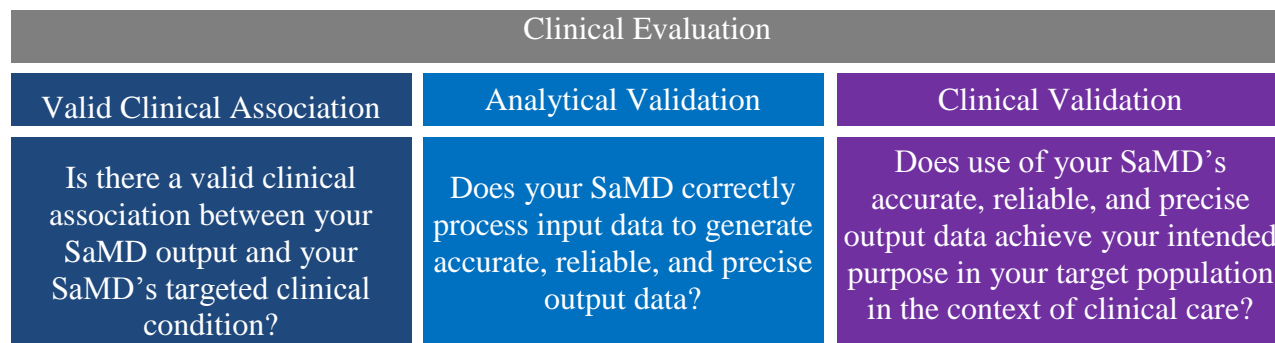 Clinical Evaluation
Valid Clinical Association
Analytical Validation
Clinical Validation
Is there a valid clinical
association between your
SaMD output and your
SaMD’s targeted clinical
condition?
Does your SaMD correctly
process input data to generate
accurate, reliable, and precise
output data?
Does use of your SaMD’s
accurate, reliable, and precise
output data achieve your intended
purpose in your target population
in the context of clinical care?